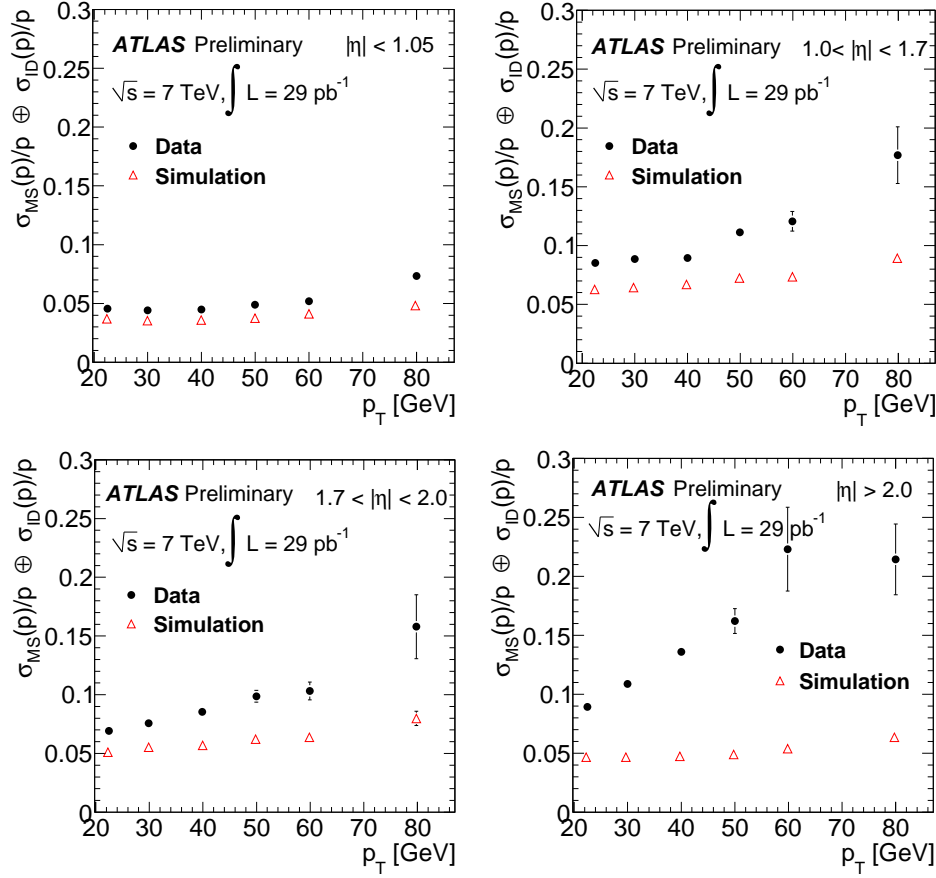 σMS(p)/p ⊕ σID(p)/p
0.3
0.25
0.2
0.15
0.1
0.05
0
ATLAS Preliminary |η| < 1.05
√s = 7 TeV, ∫ L = 29 pb⁻¹
Data
Simulation
20 30 40 50 60 70 80
pT [GeV]
σMS(p)/p ⊕ σID(p)/p
0.3
0.25
0.2
0.15
0.1
0.05
0
ATLAS Preliminary 1.0< |η| < 1.7
√s = 7 TeV, ∫ L = 29 pb⁻¹
Data
Simulation
20 30 40 50 60 70 80
pT [GeV]
σMS(p)/p ⊕ σID(p)/p
0.3
0.25
0.2
0.15
0.1
0.05
0
ATLAS Preliminary 1.7 < |η| < 2.0
√s = 7 TeV, ∫ L = 29 pb⁻¹
Data
Simulation
20 30 40 50 60 70 80
pT [GeV]
σMS(p)/p ⊕ σID(p)/p
0.3
0.25
0.2
0.15
0.1
0.05
0
ATLAS Preliminary |η| > 2.0
√s = 7 TeV, ∫ L = 29 pb⁻¹
Data
Simulation
20 30 40 50 60 70 80
pT [GeV]